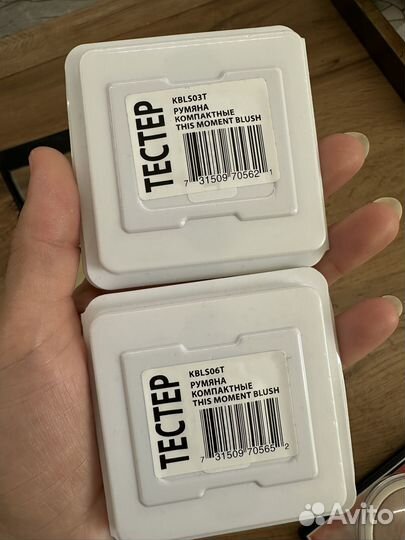 ТЕСТЕР
KBLS03T
РУМЯНА
КОМПАКТНЫЕ
THIS MOMENT BLUSH
7 31509 70562 1
ТЕСТЕР
KBLS06T
РУМЯНА
КОМПАКТНЫЕ
THIS MOMENT BLUSH
7 31509 70565 2
Avito